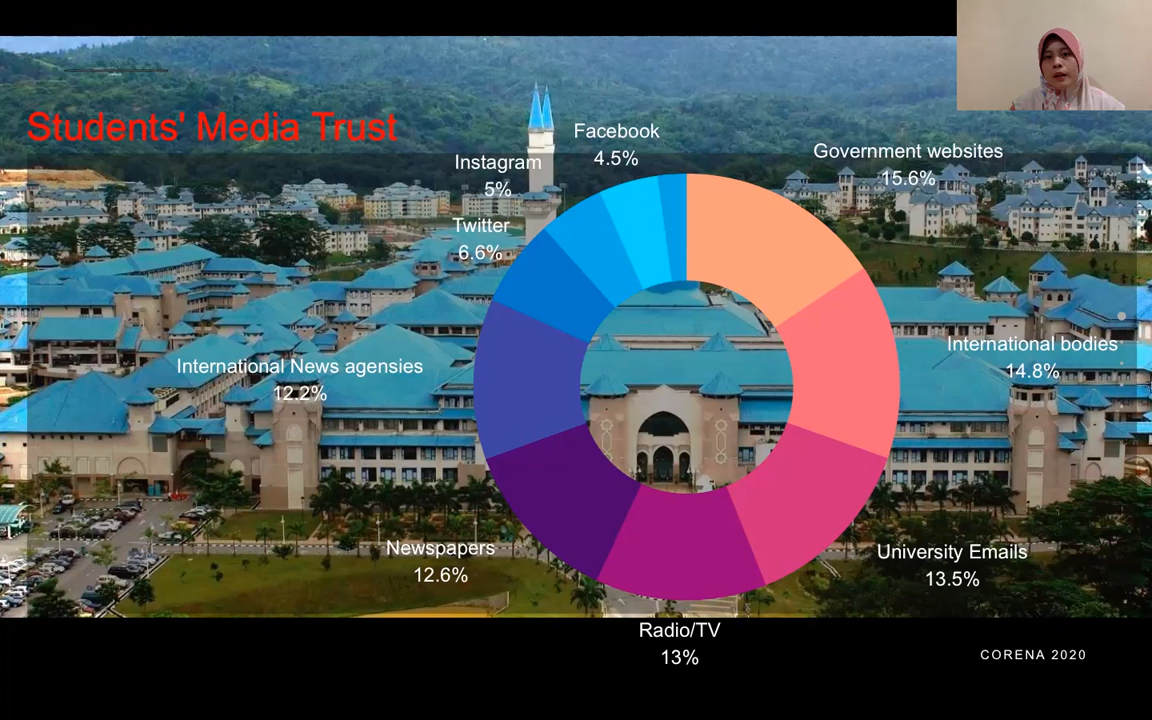 Students' Media Trust
Facebook
4.5%
Instagram
5%
Twitter
6.6%
Government websites
15.6%
International bodies
14.8%
International News agencies
12.2%
Newspapers
12.6%
University Emails
13.5%
Radio/TV
13%
CORENA 2020